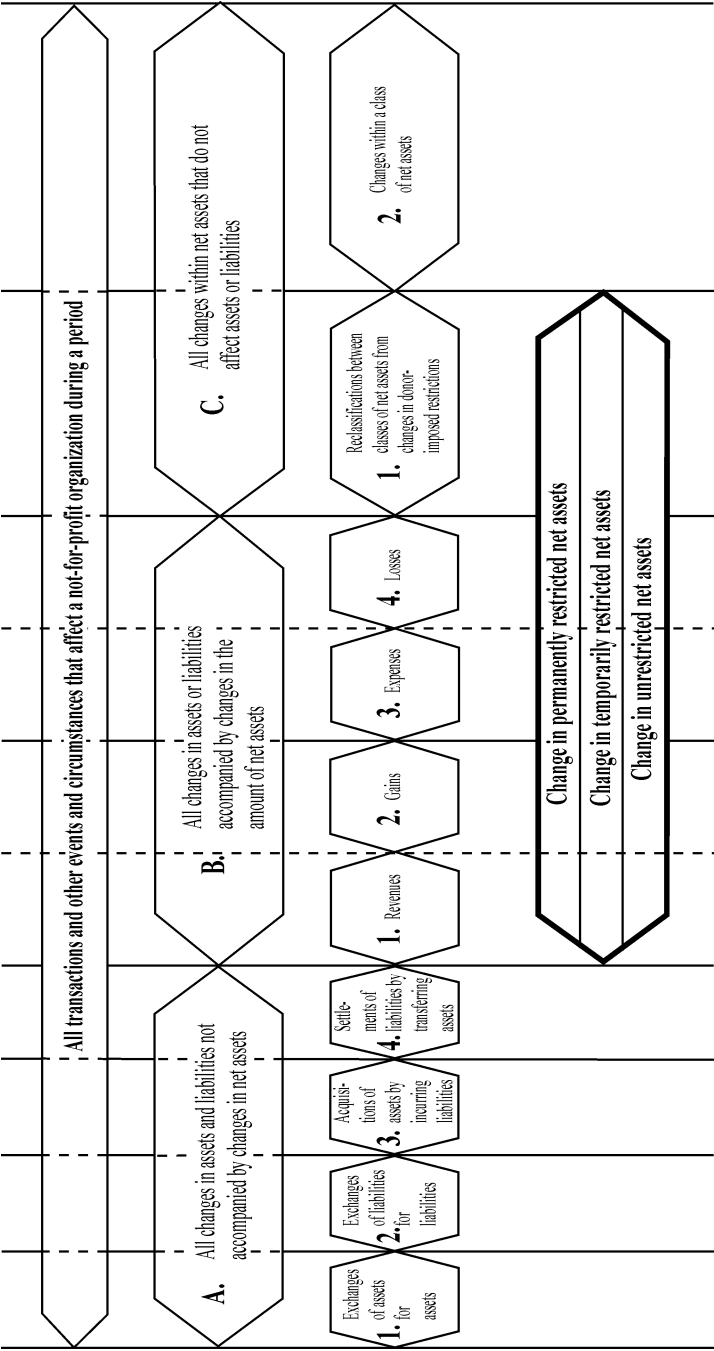 All transactions and other events and circumstances that affect a not-for-profit organization during a period
A.
All changes in assets and liabilities not
accompanied by changes in net assets
B.
All changes in assets or liabilities
accompanied by changes in the
amount of net assets
C.
All changes within net assets that do not
affect assets or liabilities
Exchanges
of assets
1. for
assets
Exchanges
of liabilities
2. for
liabilities
Acquisi-
tions of
3. assets by
incurring
liabilities
Settle-
ments of
4. liabilities by
transferring
assets
1. Revenues
2. Gains
3. Expenses
4. Losses
Reclassifications between
classes of net assets from
1. changes in donor-
imposed restrictions
Changes within a class
2. of net assets
Change in permanently restricted net assets
Change in temporarily restricted net assets
Change in unrestricted net assets